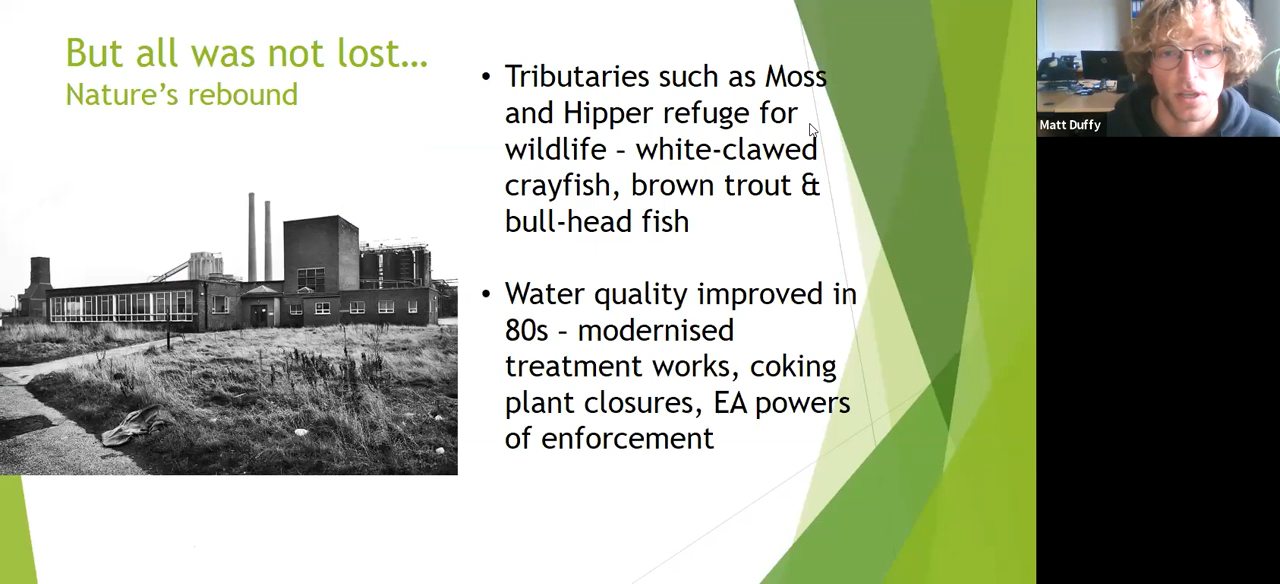 But all was not lost…
Nature's rebound
• Tributaries such as Moss
and Hipper refuge for
wildlife – white-clawed
crayfish, brown trout &
bull-head fish
• Water quality improved in
80s – modernised
treatment works, coking
plant closures, EA powers
of enforcement
Matt Duffy